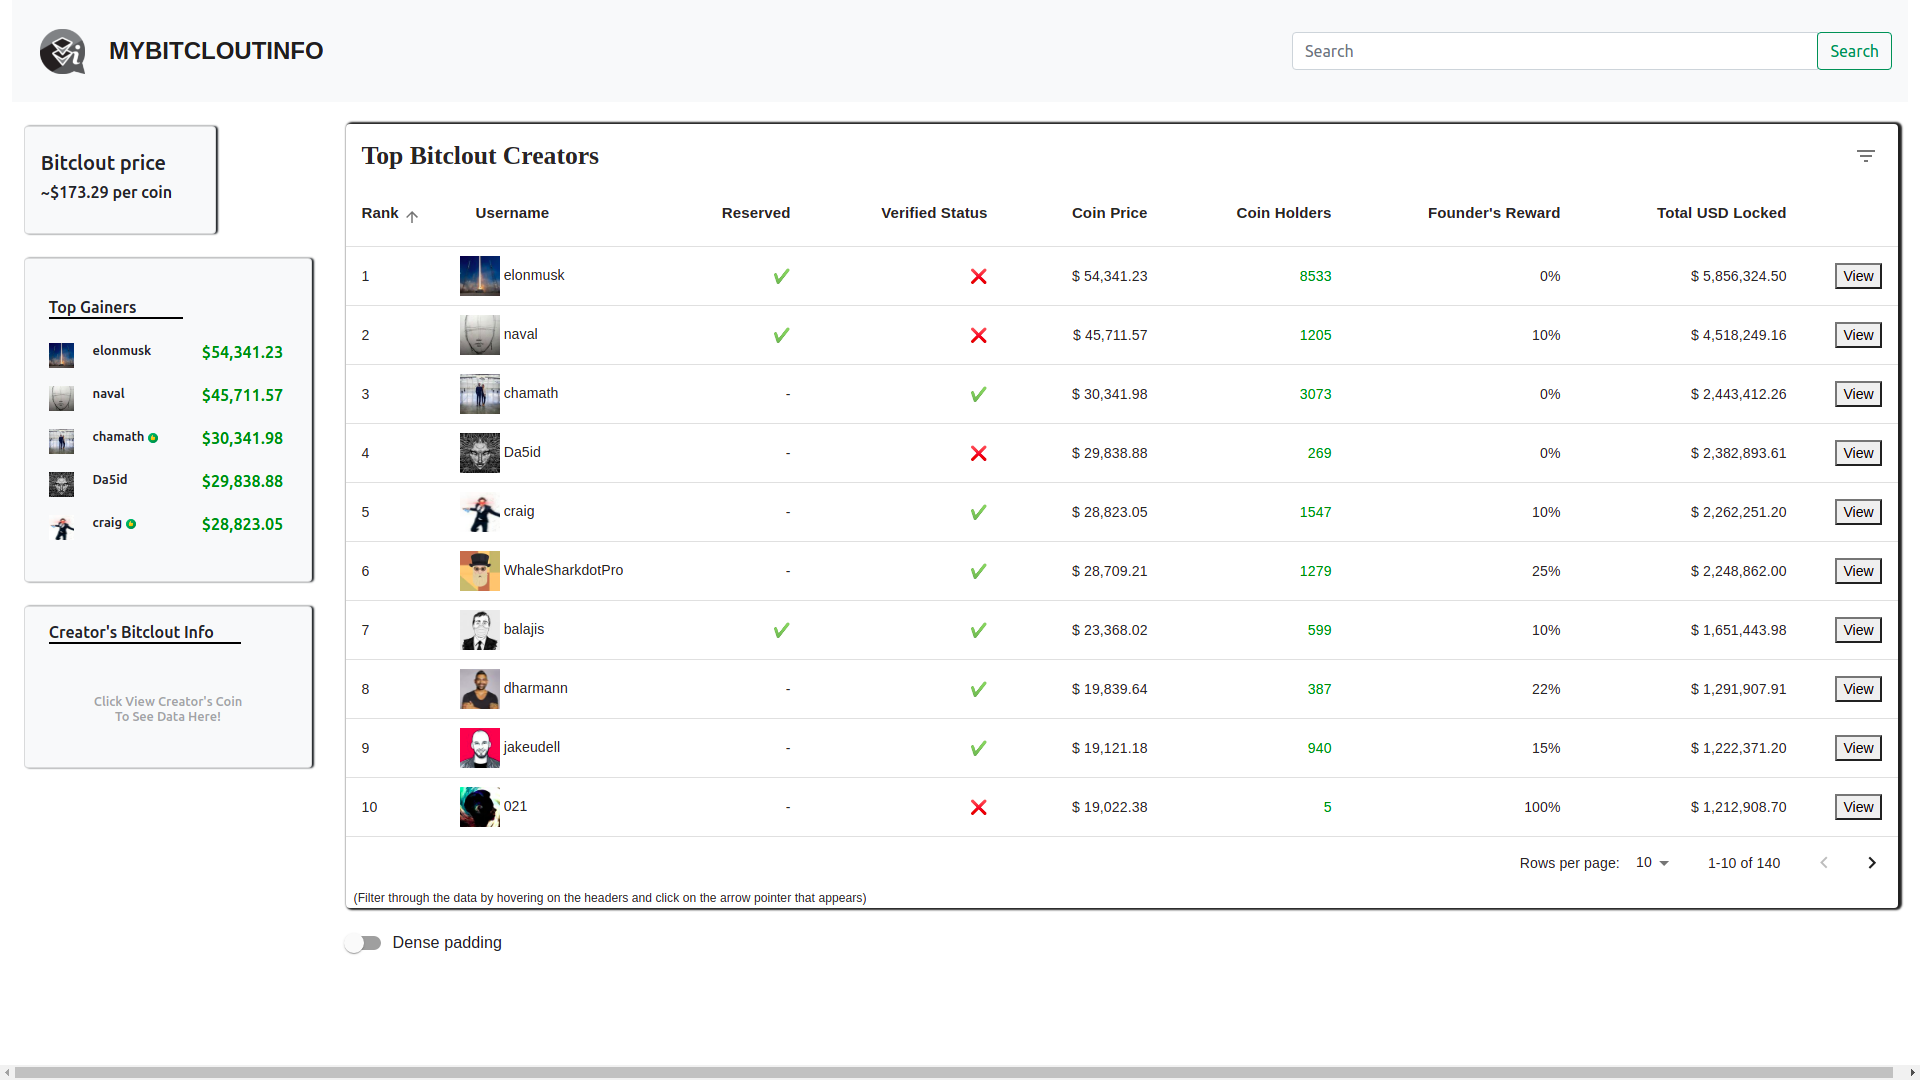 MYBITCLOUTINFO
Search Search
Bitclout price
~$173.29 per coin
Top Gainers
elonmusk $54,341.23
naval $45,711.57
chamath $30,341.98
Da5id $29,838.88
craig $28,823.05
Creator's Bitclout Info
Click View Creator's Coin
To See Data Here!
Top Bitclout Creators
Rank Username Reserved Verified Status Coin Price Coin Holders Founder's Reward Total USD Locked
1 elonmusk ✔ ❌ $ 54,341.23 8533 0% $ 5,856,324.50 View
2 naval ✔ ❌ $ 45,711.57 1205 10% $ 4,518,249.16 View
3 chamath - ✔ $ 30,341.98 3073 0% $ 2,443,412.26 View
4 Da5id - ❌ $ 29,838.88 269 0% $ 2,382,893.61 View
5 craig - ✔ $ 28,823.05 1547 10% $ 2,262,251.20 View
6 WhaleSharkdotPro - ✔ $ 28,709.21 1279 25% $ 2,248,862.00 View
7 balajis ✔ ✔ $ 23,368.02 599 10% $ 1,651,443.98 View
8 dharmann - ✔ $ 19,839.64 387 22% $ 1,291,907.91 View
9 jakeudell - ✔ $ 19,121.18 940 15% $ 1,222,371.20 View
10 021 - ❌ $ 19,022.38 5 100% $ 1,212,908.70 View
Rows per page: 10 1-10 of 140
(Filter through the data by hovering on the headers and click on the arrow pointer that appears)
Dense padding